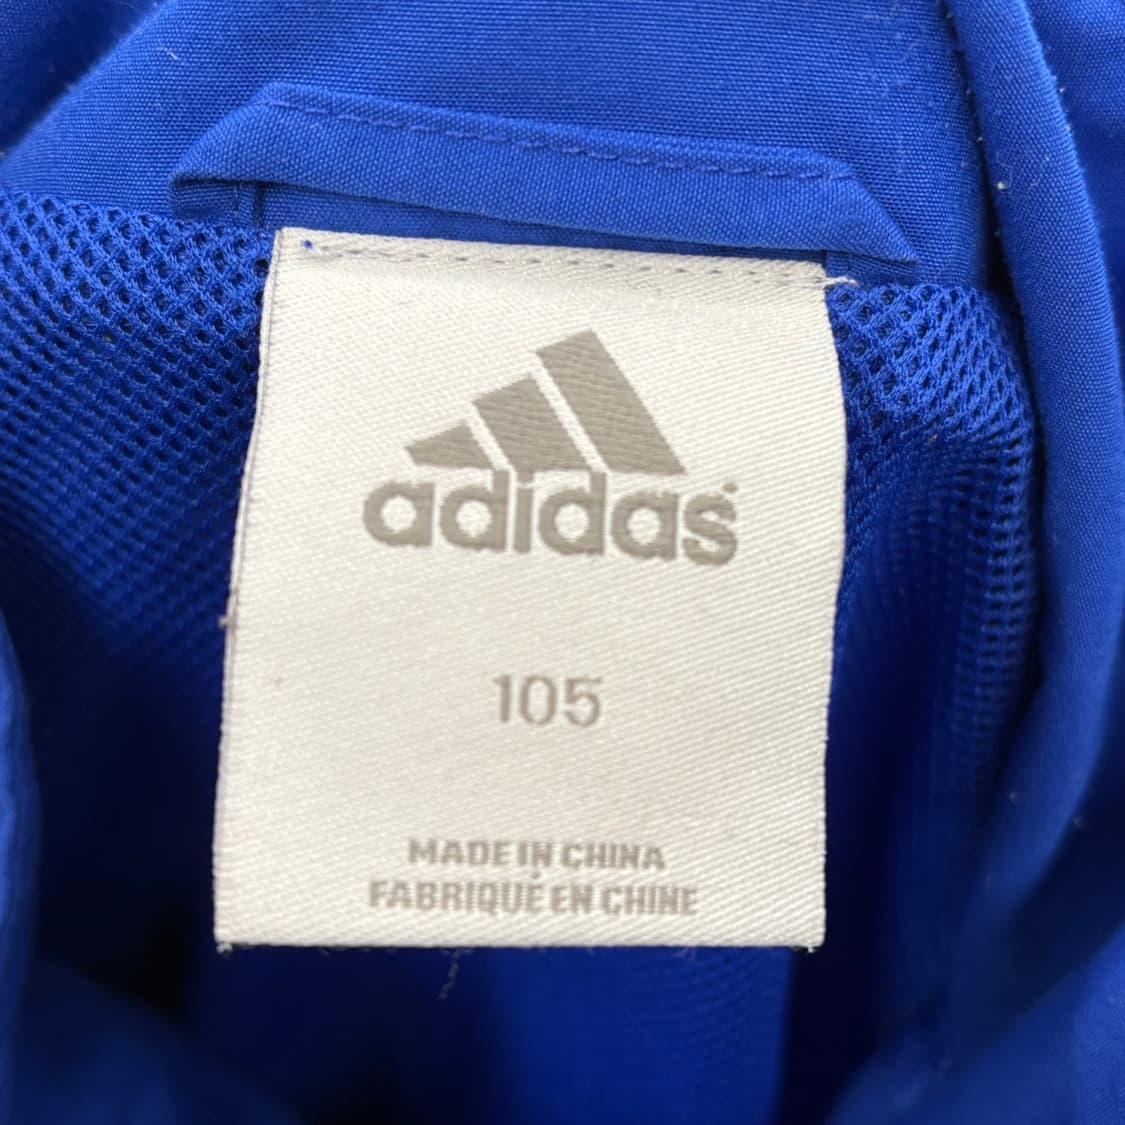 adidas
105
MADE IN CHINA
FABRIQUÉ EN CHINE